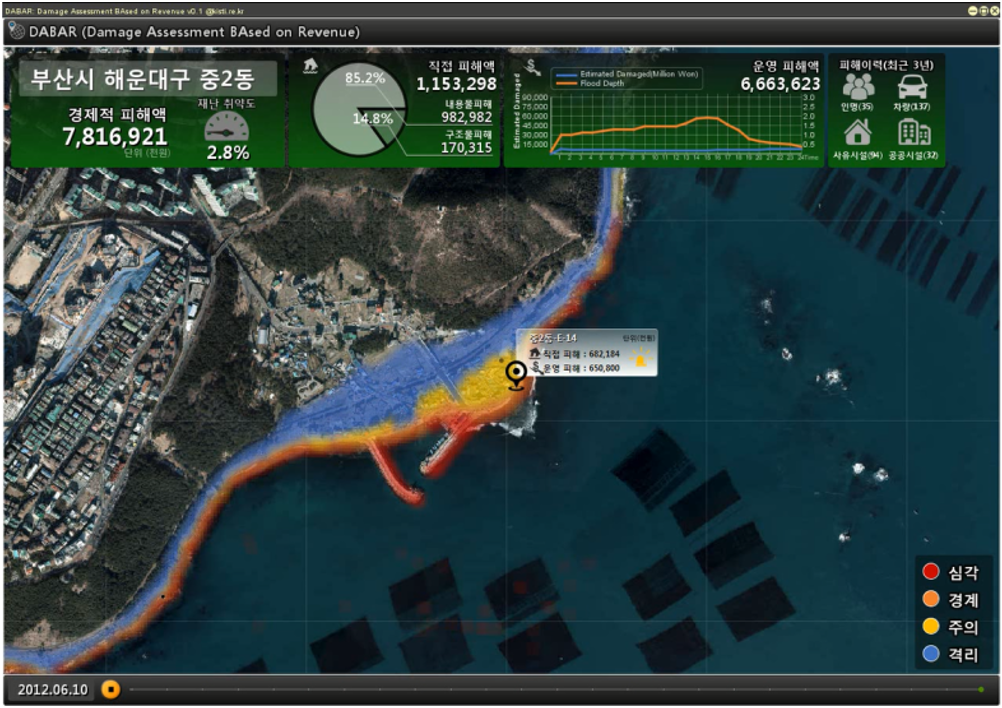 DABAR: Damage Assessment BAsed on Revenue v0.1 @kisti.re.kr
DABAR (Damage Assessment BAsed on Revenue)
부산시 해운대구 중2동
경제적 피해액
7,816,921
단위 (천원)
재난 취약도
2.8%
85.2%
14.8%
직접 피해액
1,153,298
내용물피해
982,982
구조물피해
170,315
Estimated Damaged
Estimated Damaged(Million Won)
Flood Depth
90,000
75,000
60,000
45,000
30,000
15,000
3.0
2.5
2.0
1.5
1.0
0.5
1 2 3 4 5 6 7 8 9 10 11 12 13 14 15 16 17 18 19 20 21 22 23 24Time
운영 피해액
6,663,623
피해이력(최근 3년)
인명(35) 차량(137)
사유시설(94) 공공시설(32)
중2동-E-14 단위(천원)
직접 피해 : 682,184
운영 피해 : 650,800
심각
경계
주의
격리
2012.06.10